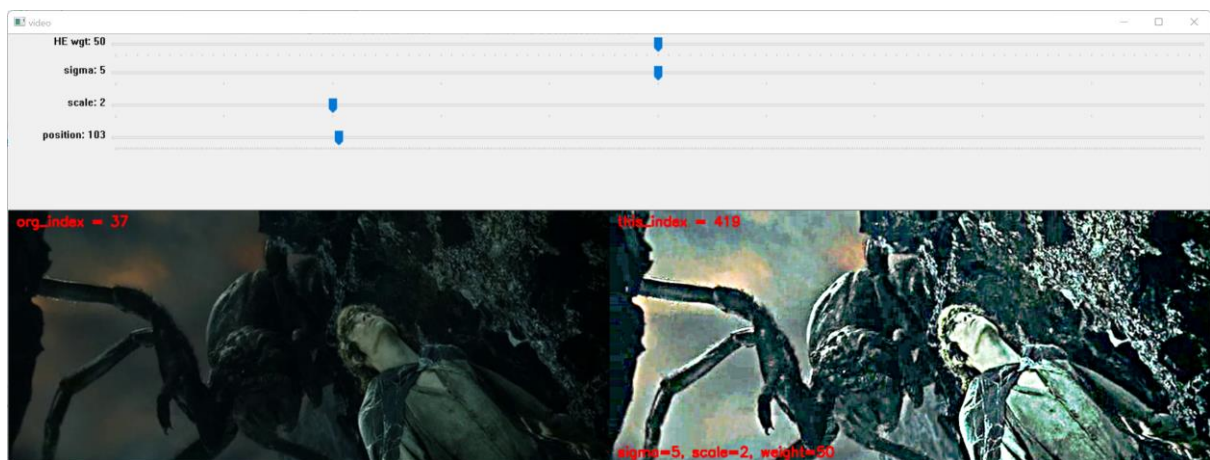 video
HE wgt: 50
sigma: 5
scale: 2
position: 103
org_index = 37
this_index = 419
sigma=5, scale=2, weight=50